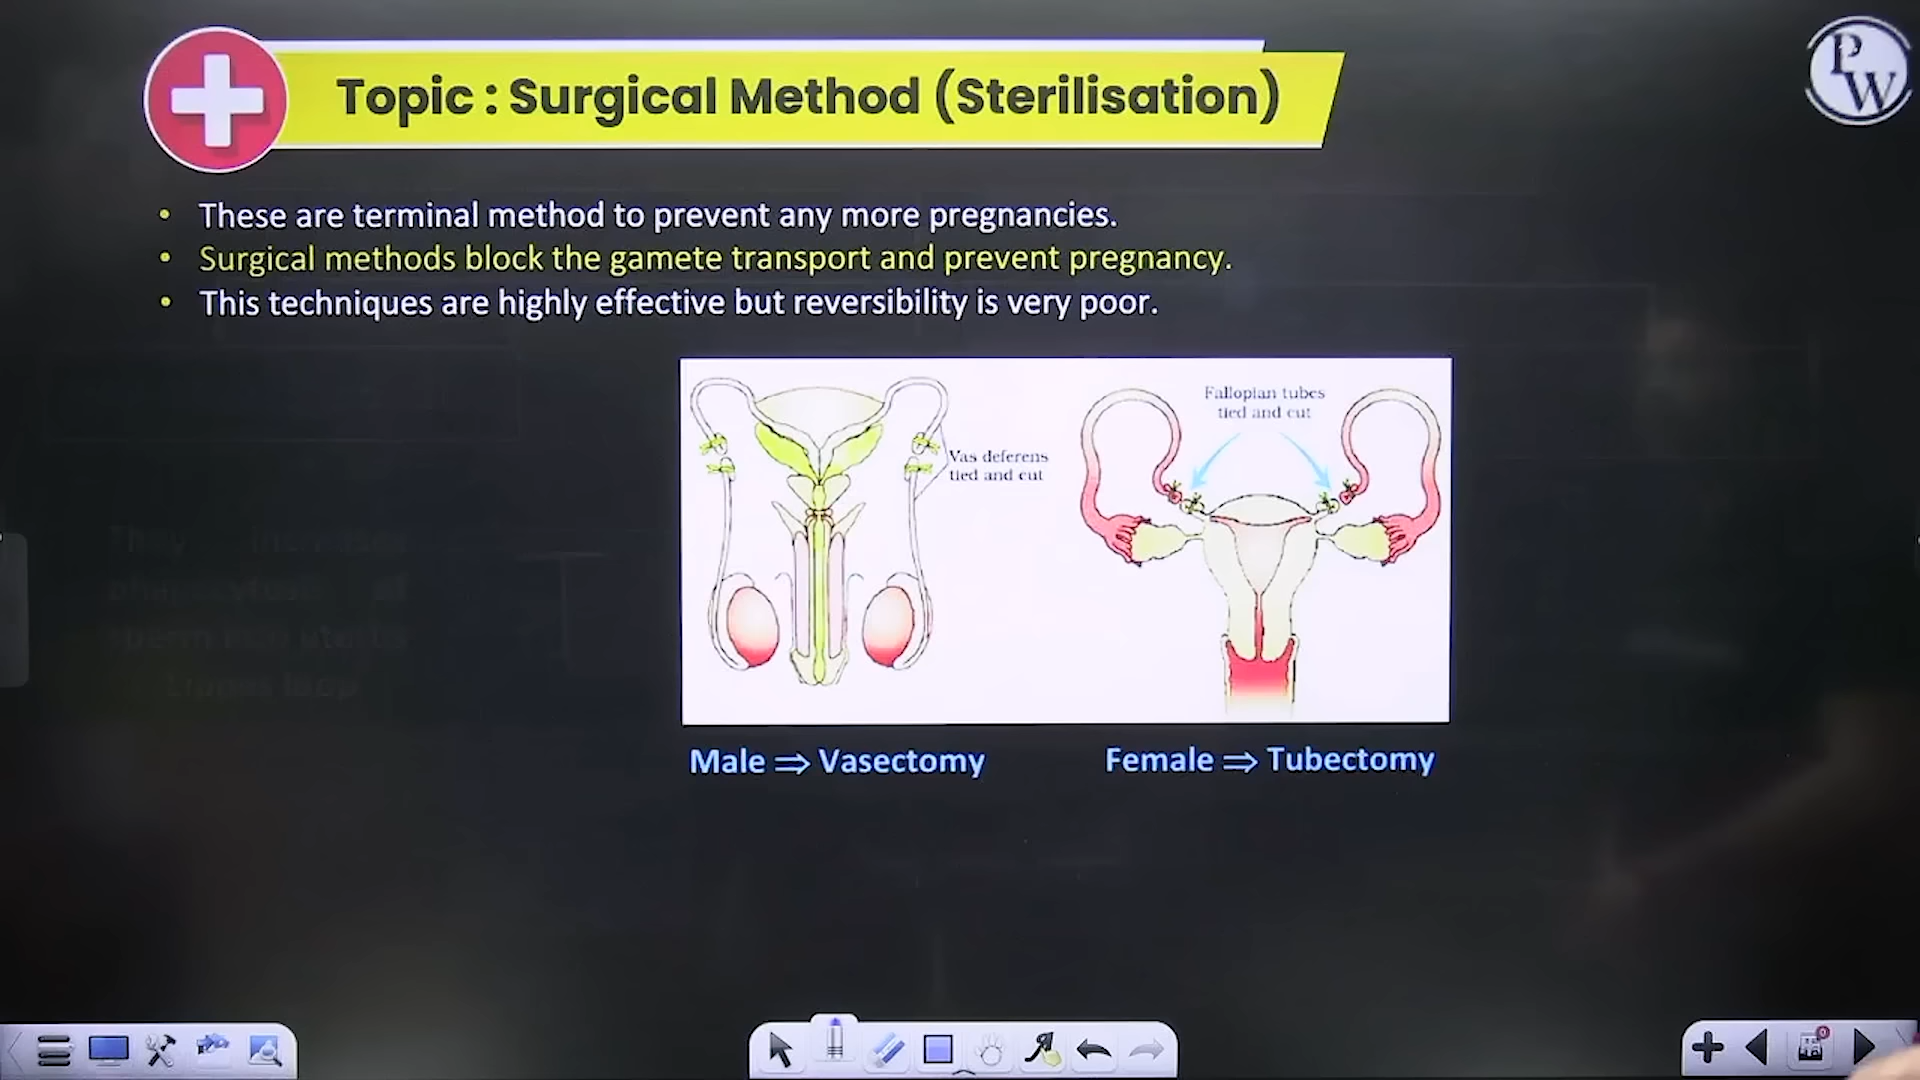 PW
Topic : Surgical Method (Sterilisation)
• These are terminal method to prevent any more pregnancies.
• Surgical methods block the gamete transport and prevent pregnancy.
• This techniques are highly effective but reversibility is very poor.
Vas deferens
tied and cut
Fallopian tubes
tied and cut
Male ⇒ Vasectomy
Female ⇒ Tubectomy